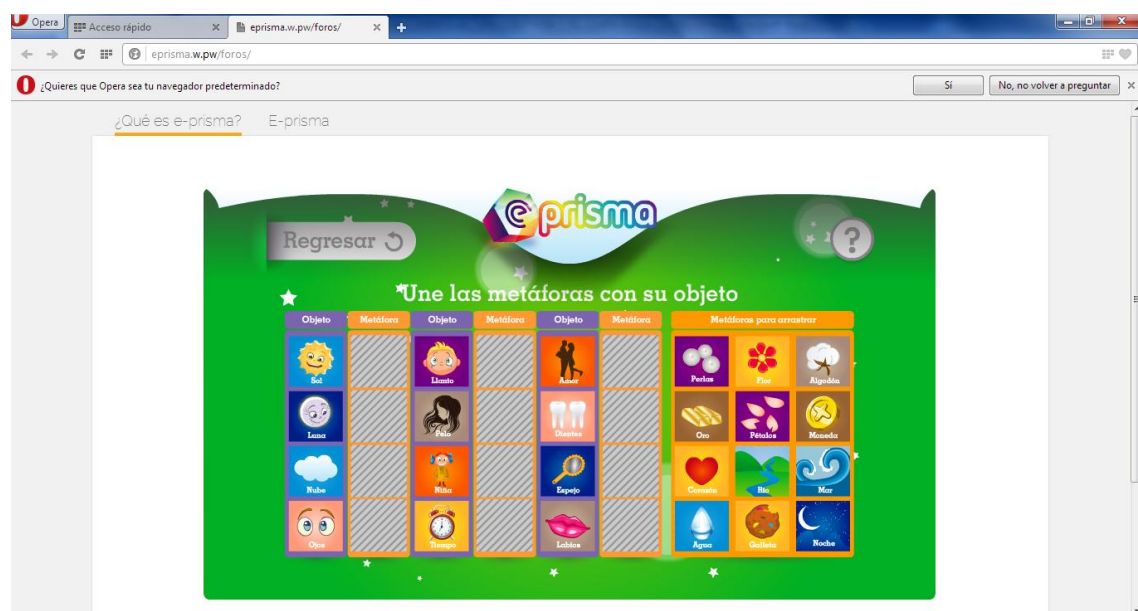 Opera
Acceso rápido
eprisma.w.pw/foros/
eprisma.w.pw/foros/
¿Quieres que Opera sea tu navegador predeterminado?
Sí
No, no volver a preguntar
¿Qué es e-prisma?
E-prisma
e prisma
Regresar
?
Une las metáforas con su objeto
Objeto Metáfora Objeto Metáfora Objeto Metáfora Metáforas para arrastrar
Sol Llanto Amor Perlas Flor Algodón
Luna Pelo Dientes Oro Pétalos Moneda
Nube Niña Espejo Corazón Río Mar
Ojos Tiempo Labios Agua Galleta Noche